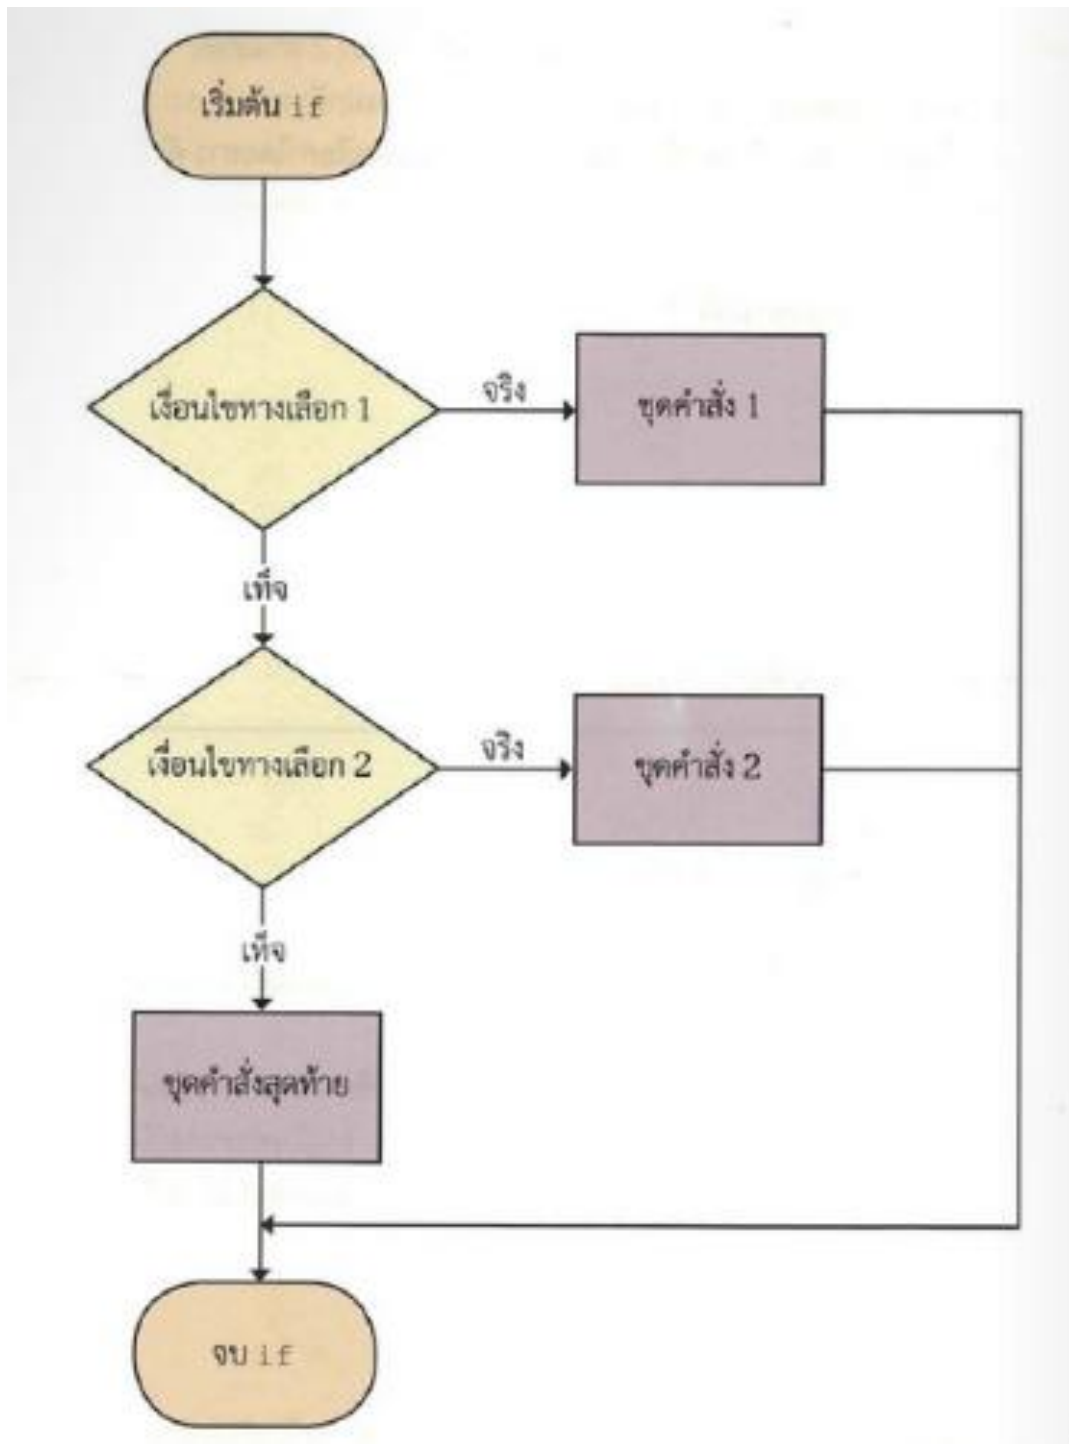 เริ่มต้น if
เงื่อนไขทางเลือก 1
จริง
ชุดคำสั่ง 1
เท็จ
เงื่อนไขทางเลือก 2
จริง
ชุดคำสั่ง 2
เท็จ
ชุดคำสั่งสุดท้าย
จบ if